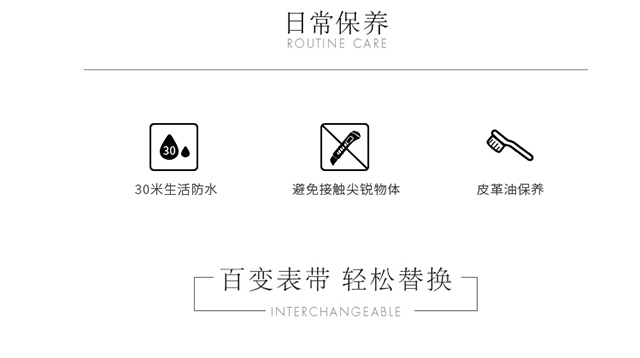 日常保养
ROUTINE CARE
30
30米生活防水
避免接触尖锐物体
皮革油保养
百变表带 轻松替换
INTERCHANGEABLE